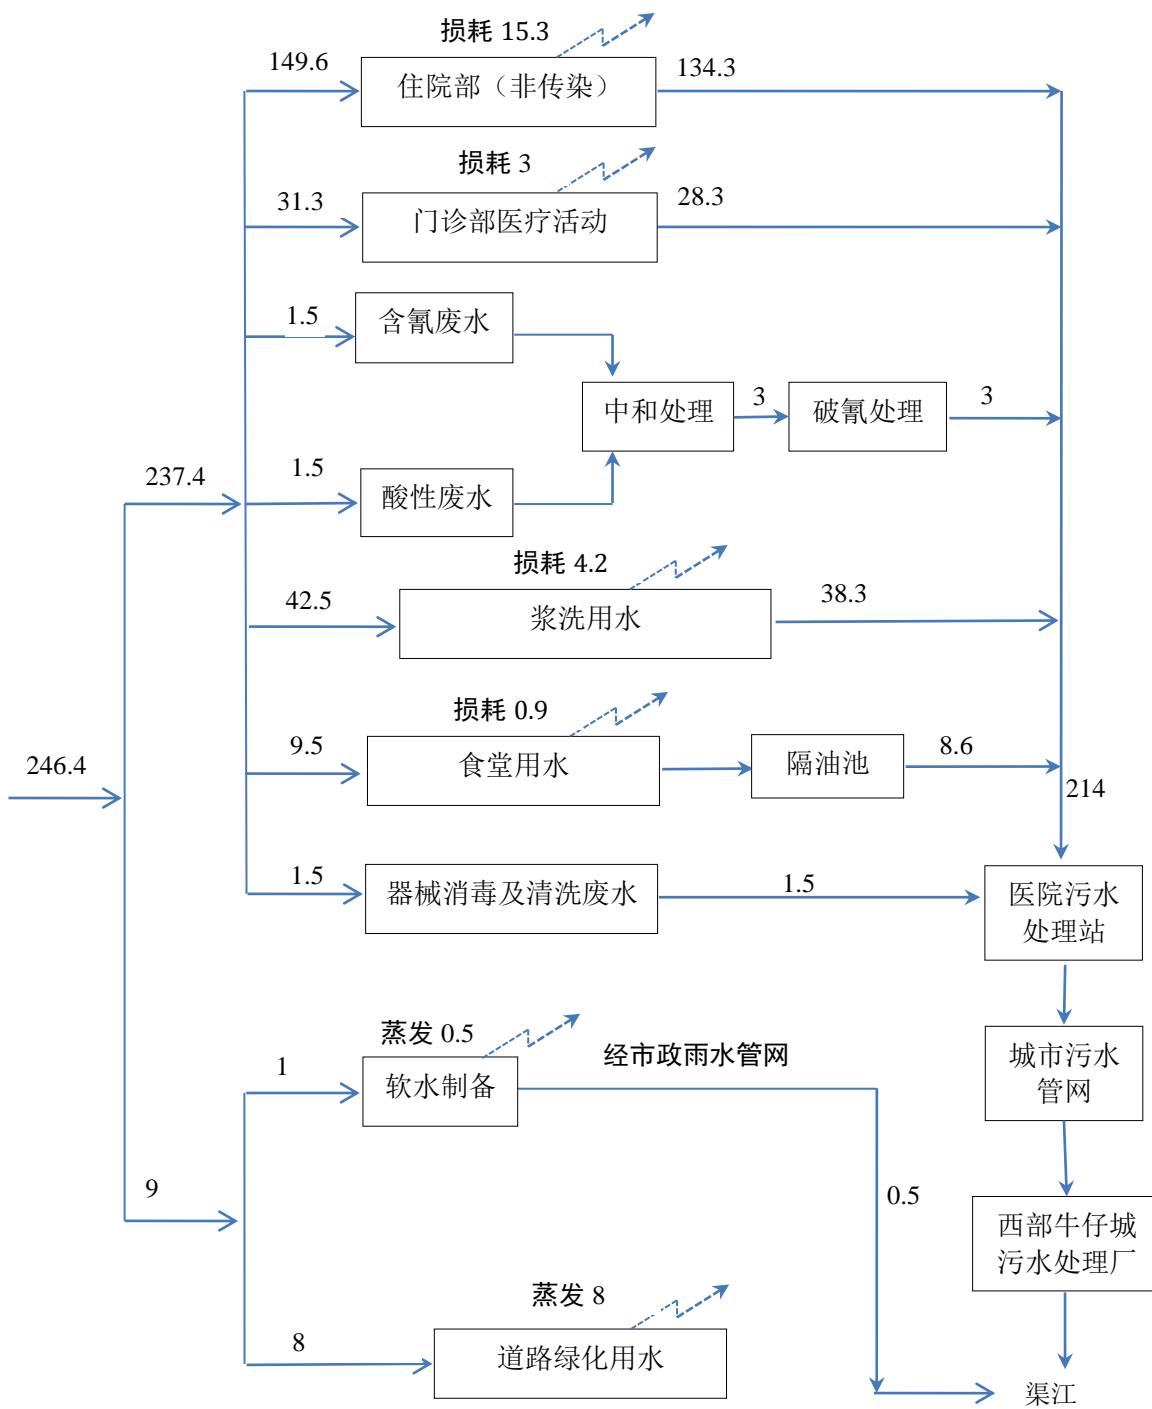 损耗 15.3
149.6
住院部（非传染）
134.3
损耗 3
31.3
门诊部医疗活动
28.3
1.5
含氰废水
中和处理
3
破氰处理
3
237.4
1.5
酸性废水
损耗 4.2
42.5
浆洗用水
38.3
损耗 0.9
246.4
9.5
食堂用水
隔油池
8.6
214
1.5
器械消毒及清洗废水
1.5
医院污水
处理站
蒸发 0.5
经市政雨水管网
1
软水制备
城市污水
管网
9
0.5
西部牛仔城
污水处理厂
蒸发 8
8
道路绿化用水
渠江